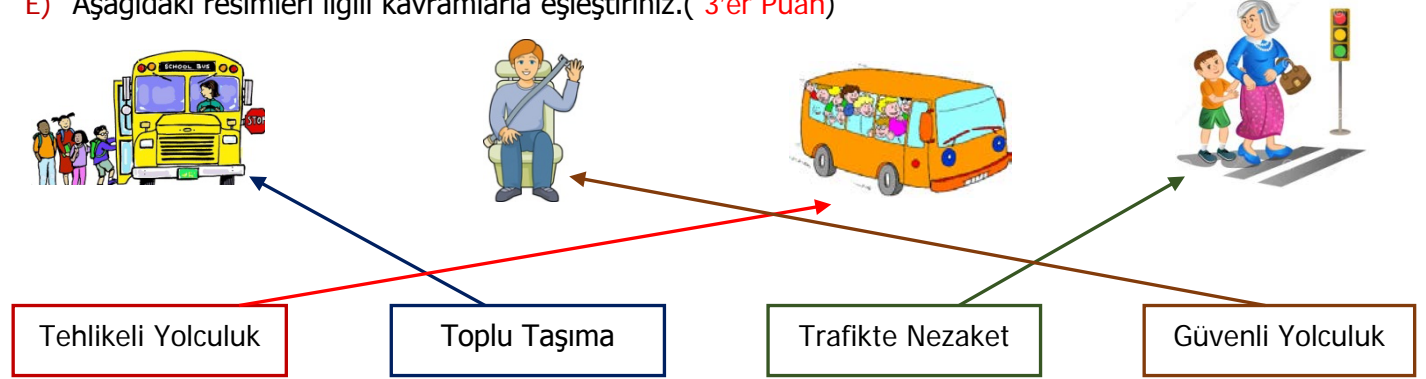 E) Aşağıdaki resimleri ilgili kavramlarla eşleştiriniz.( 3'er Puan)
SCHOOL BUS
STOP
Tehlikeli Yolculuk
Toplu Taşıma
Trafikte Nezaket
Güvenli Yolculuk